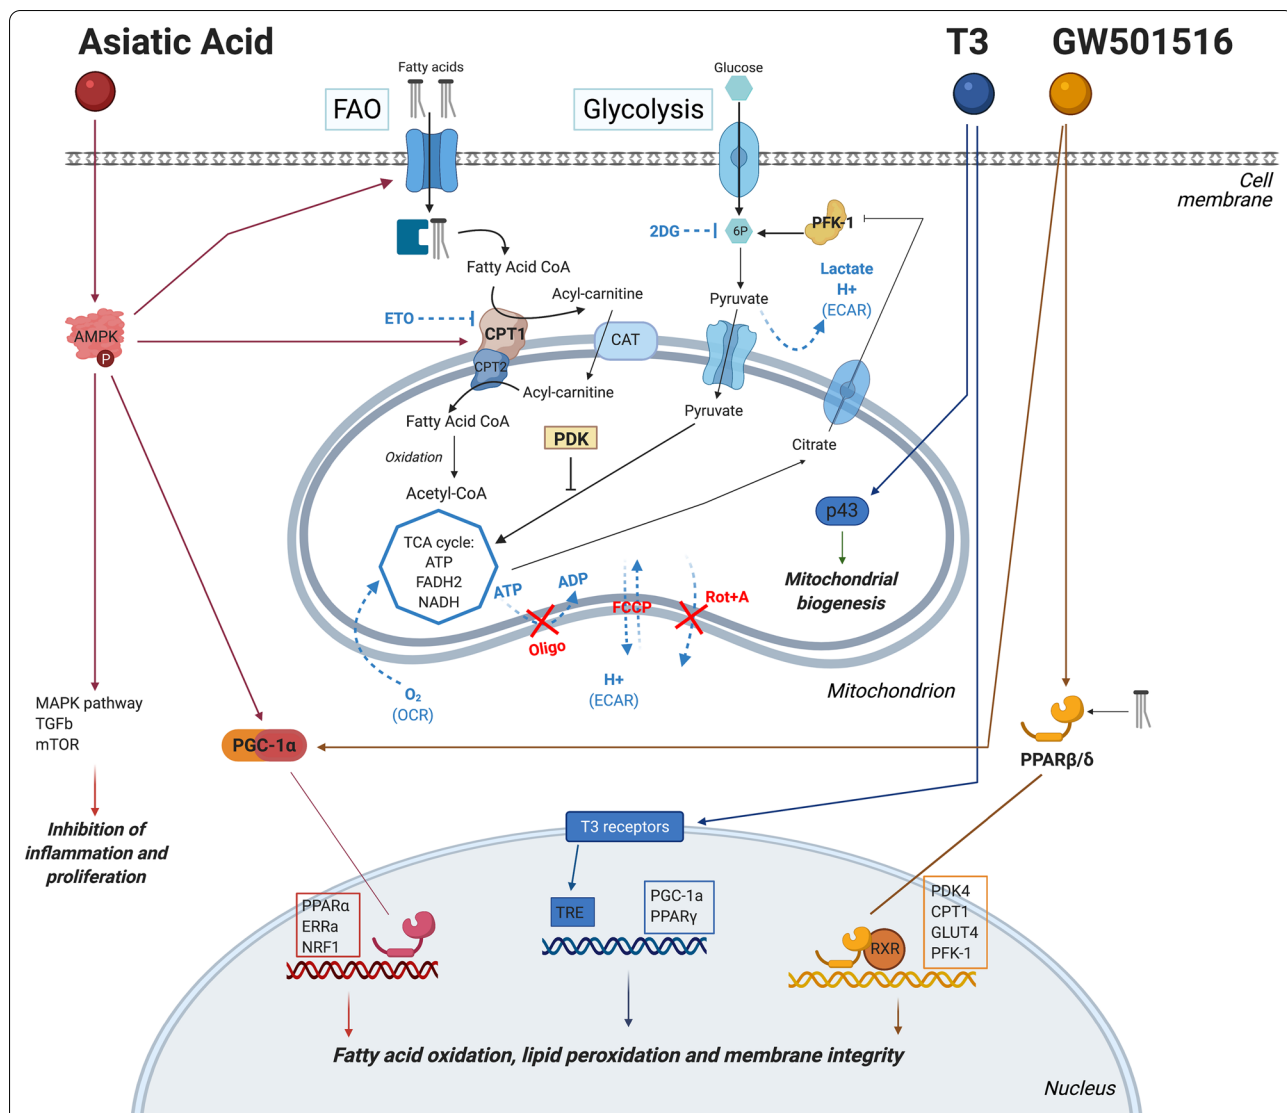 Asiatic Acid
T3
GW501516
Fatty acids
Glucose
FAO
Glycolysis
Cell
membrane
2DG
6P
PFK-1
Fatty Acid CoA
Lactate
H+
(ECAR)
Acyl-carnitine
Pyruvate
ETO
CPT1
CAT
AMPK
P
CPT2
Acyl-carnitine
Pyruvate
Fatty Acid CoA
PDK
Citrate
Oxidation
Acetyl-CoA
p43
TCA cycle:
ATP
FADH2
NADH
ATP
ADP
Mitochondrial
biogenesis
FCCP
Rot+A
Oligo
H+
(ECAR)
O₂
(OCR)
Mitochondrion
MAPK pathway
TGFb
mTOR
PGC-1α
PPARβ/δ
Inhibition of
inflammation and
proliferation
T3 receptors
PPARα
ERRa
NRF1
TRE
PGC-1a
PPARγ
RXR
PDK4
CPT1
GLUT4
PFK-1
Fatty acid oxidation, lipid peroxidation and membrane integrity
Nucleus